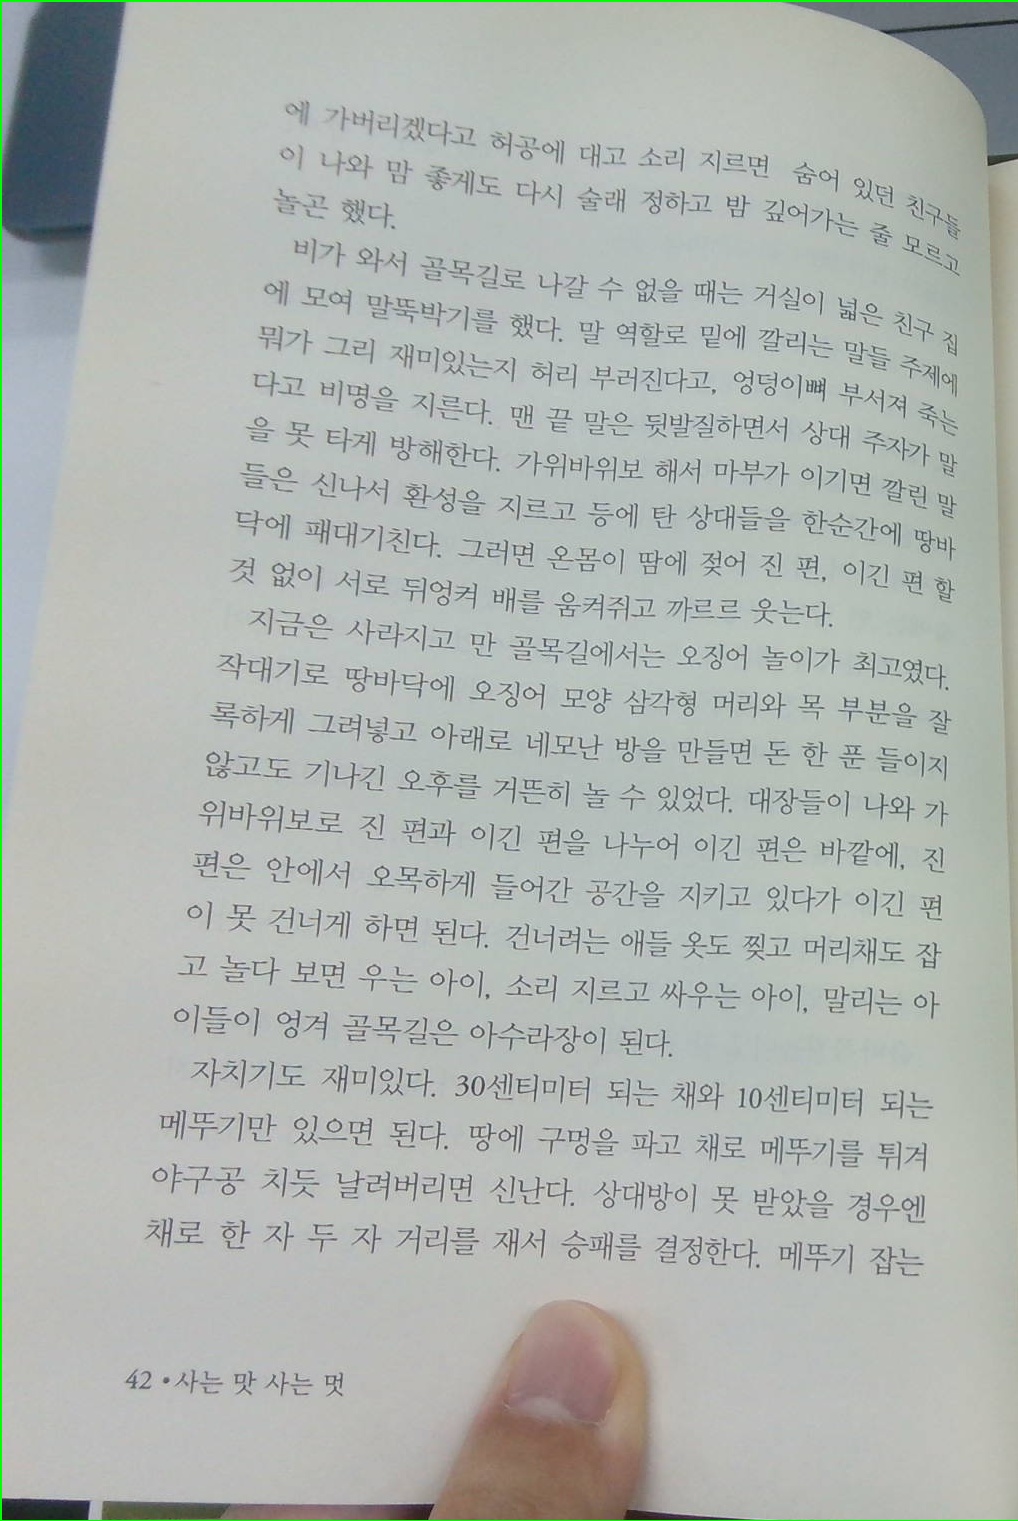 에 가버리겠다고 허공에 대고 소리 지르면 숨어 있던 친구들
이 나와 맘 좋게도 다시 술래 정하고 밤 깊어가는 줄 모르고
놀곤 했다.
비가 와서 골목길로 나갈 수 없을 때는 거실이 넓은 친구 집
에 모여 말뚝박기를 했다. 말 역할로 밑에 깔리는 말들 주제에
뭐가 그리 재미있는지 허리 부러진다고, 엉덩이뼈 부서져 죽는
다고 비명을 지른다. 맨 끝 말은 뒷발질하면서 상대 주자가 말
을 못 타게 방해한다. 가위바위보 해서 마부가 이기면 깔린 말
들은 신나서 환성을 지르고 등에 탄 상대들을 한순간에 땅바
닥에 패대기친다. 그러면 온몸이 땀에 젖어 진 편, 이긴 편 할
것 없이 서로 뒤엉켜 배를 움켜쥐고 까르르 웃는다.
지금은 사라지고 만 골목길에서는 오징어 놀이가 최고였다.
작대기로 땅바닥에 오징어 모양 삼각형 머리와 목 부분을 잘
록하게 그려넣고 아래로 네모난 방을 만들면 돈 한 푼 들이지
않고도 기나긴 오후를 거뜬히 놀 수 있었다. 대장들이 나와 가
위바위보로 진 편과 이긴 편을 나누어 이긴 편은 바깥에, 진
편은 안에서 오목하게 들어간 공간을 지키고 있다가 이긴 편
이 못 건너게 하면 된다. 건너려는 애들 옷도 찢고 머리채도 잡
고 놀다 보면 우는 아이, 소리 지르고 싸우는 아이, 말리는 아
이들이 엉겨 골목길은 아수라장이 된다.
자치기도 재미있다. 30센티미터 되는 채와 10센티미터 되는
메뚜기만 있으면 된다. 땅에 구멍을 파고 채로 메뚜기를 튀겨
야구공 치듯 날려버리면 신난다. 상대방이 못 받았을 경우엔
채로 한 자 두 자 거리를 재서 승패를 결정한다. 메뚜기 잡는
42 • 사는 맛 사는 멋